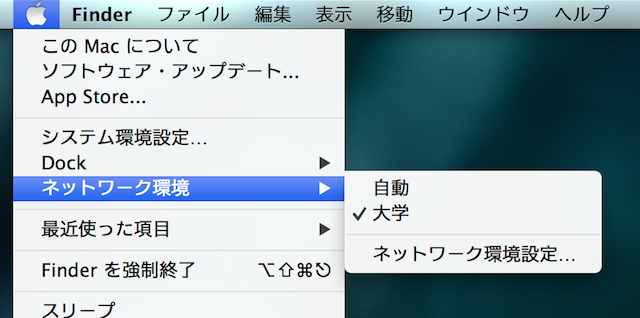 Finder ファイル 編集 表示 移動 ウインドウ ヘルプ
この Mac について
ソフトウェア・アップデート...
App Store...
システム環境設定...
Dock ▶
ネットワーク環境 ▶
自動
✓ 大学
ネットワーク環境設定...
最近使った項目 ▶
Finder を強制終了 ⌥⇧⌘⎋
スリープ